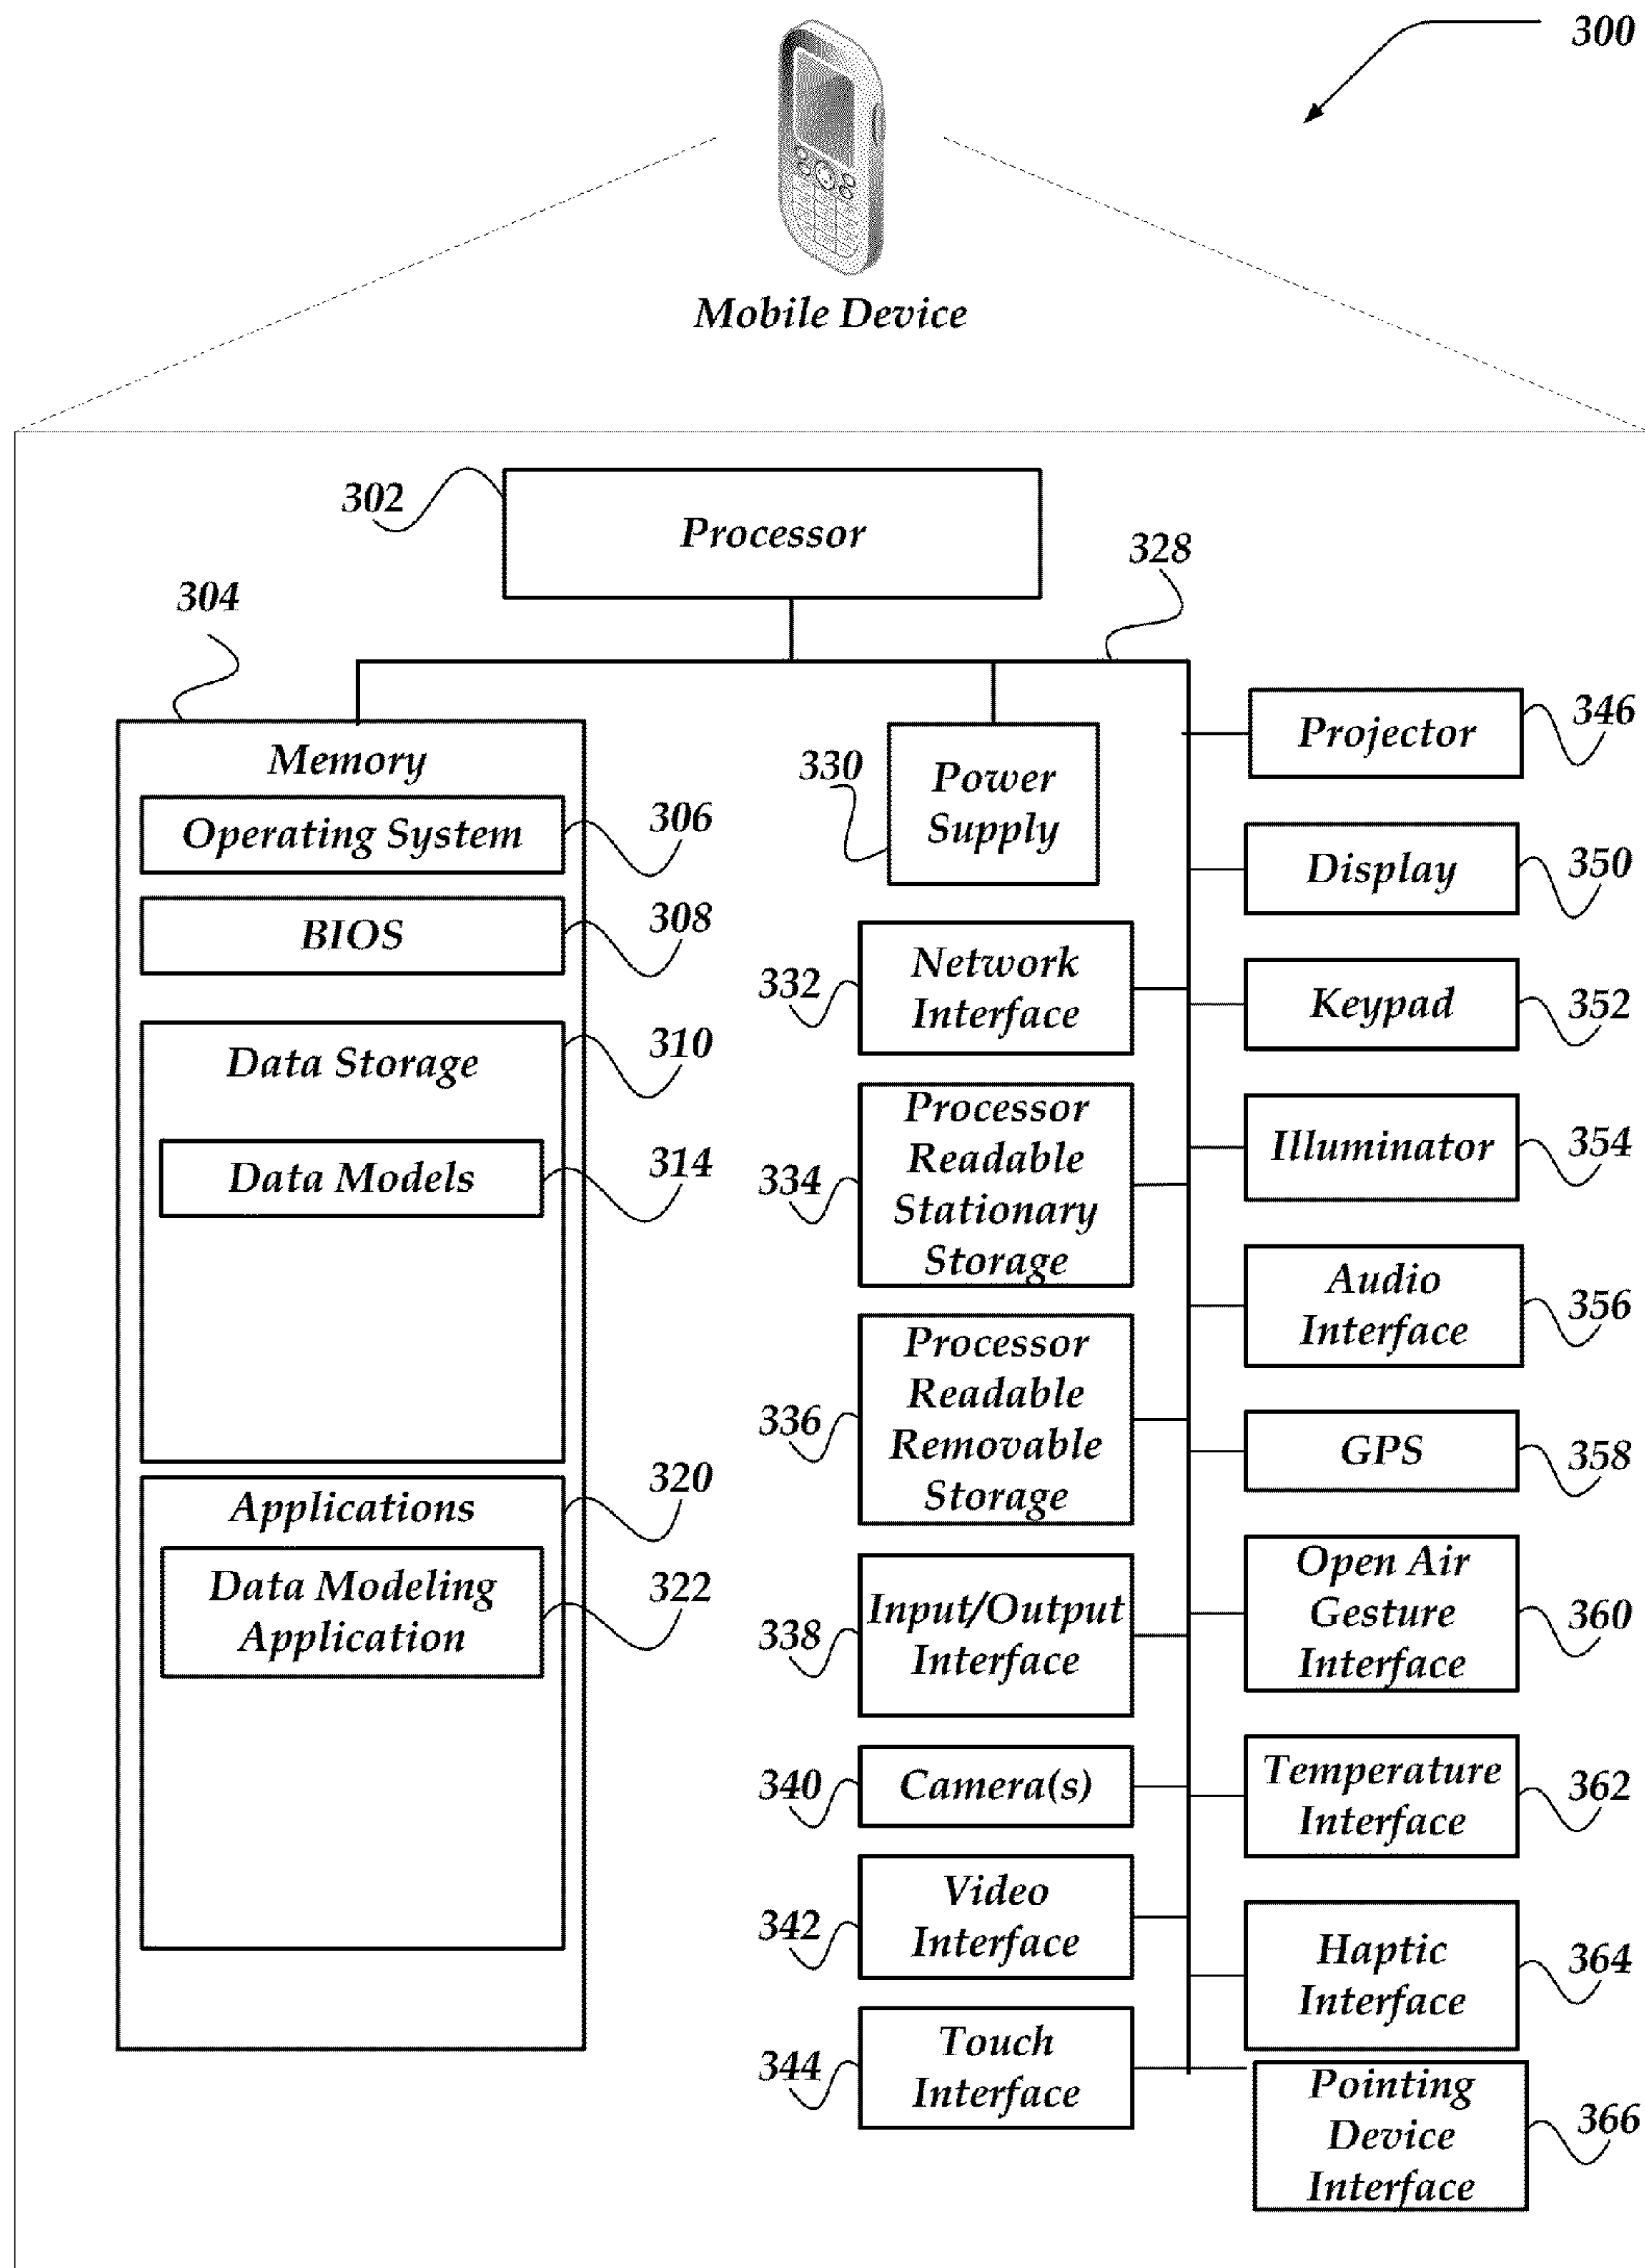 300
Mobile Device
302
Processor
328
304
Memory
Operating System
306
BIOS
308
Data Storage
310
Data Models
314
Applications
320
Data Modeling
Application
322
330
Power
Supply
332
Network
Interface
334
Processor
Readable
Stationary
Storage
336
Processor
Readable
Removable
Storage
338
Input/Output
Interface
340
Camera(s)
342
Video
Interface
344
Touch
Interface
Projector
346
Display
350
Keypad
352
Illuminator
354
Audio
Interface
356
GPS
358
Open Air
Gesture
Interface
360
Temperature
Interface
362
Haptic
Interface
364
Pointing
Device
Interface
366